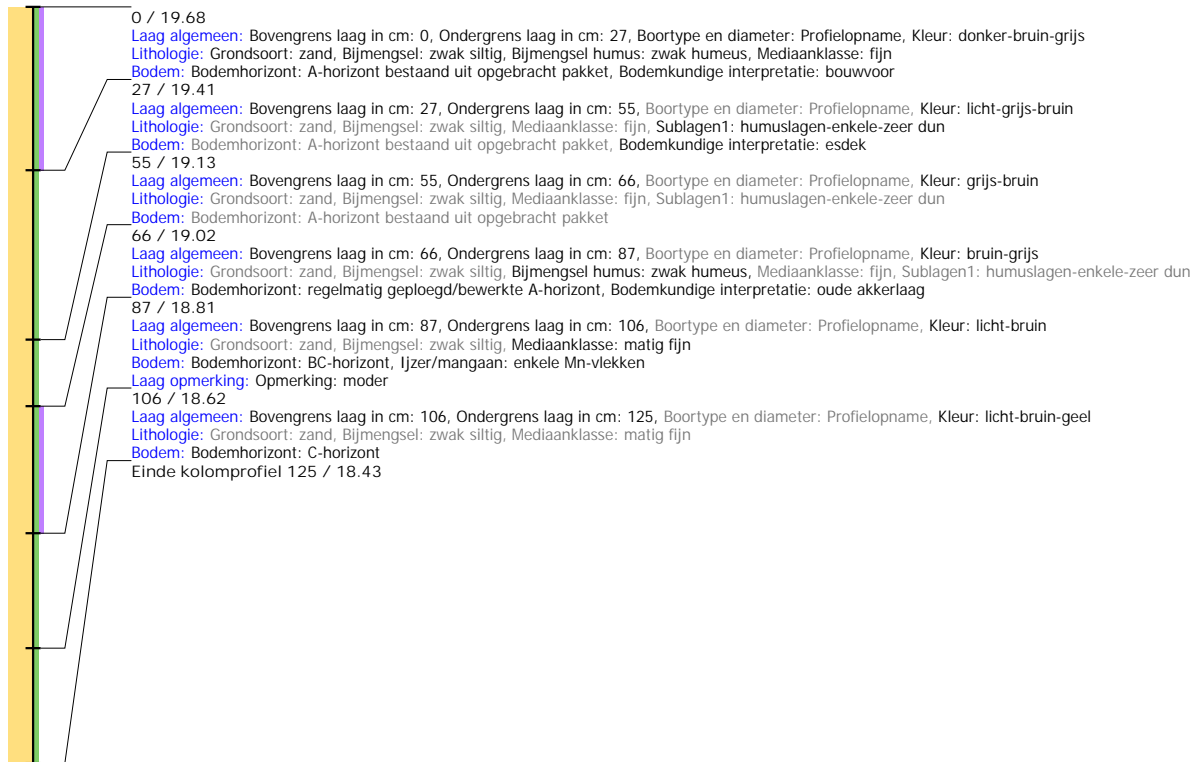 0 / 19.68
Laag algemeen: Bovengrens laag in cm: 0, Ondergrens laag in cm: 27, Boortype en diameter: Profielopname, Kleur: donker-bruin-grijs
Lithologie: Grondsoort: zand, Bijmengsel: zwak siltig, Bijmengsel humus: zwak humeus, Mediaanklasse: fijn
Bodem: Bodemhorizont: A-horizont bestaand uit opgebracht pakket, Bodemkundige interpretatie: bouwvoor
27 / 19.41
Laag algemeen: Bovengrens laag in cm: 27, Ondergrens laag in cm: 55, Boortype en diameter: Profielopname, Kleur: licht-grijs-bruin
Lithologie: Grondsoort: zand, Bijmengsel: zwak siltig, Mediaanklasse: fijn, Sublagen1: humuslagen-enkele-zeer dun
Bodem: Bodemhorizont: A-horizont bestaand uit opgebracht pakket, Bodemkundige interpretatie: esdek
55 / 19.13
Laag algemeen: Bovengrens laag in cm: 55, Ondergrens laag in cm: 66, Boortype en diameter: Profielopname, Kleur: grijs-bruin
Lithologie: Grondsoort: zand, Bijmengsel: zwak siltig, Mediaanklasse: fijn, Sublagen1: humuslagen-enkele-zeer dun
Bodem: Bodemhorizont: A-horizont bestaand uit opgebracht pakket
66 / 19.02
Laag algemeen: Bovengrens laag in cm: 66, Ondergrens laag in cm: 87, Boortype en diameter: Profielopname, Kleur: bruin-grijs
Lithologie: Grondsoort: zand, Bijmengsel: zwak siltig, Bijmengsel humus: zwak humeus, Mediaanklasse: fijn, Sublagen1: humuslagen-enkele-zeer dun
Bodem: Bodemhorizont: regelmatig geploegd/bewerkte A-horizont, Bodemkundige interpretatie: oude akkerlaag
87 / 18.81
Laag algemeen: Bovengrens laag in cm: 87, Ondergrens laag in cm: 106, Boortype en diameter: Profielopname, Kleur: licht-bruin
Lithologie: Grondsoort: zand, Bijmengsel: zwak siltig, Mediaanklasse: matig fijn
Bodem: Bodemhorizont: BC-horizont, Ijzer/mangaan: enkele Mn-vlekken
Laag opmerking: Opmerking: moder
106 / 18.62
Laag algemeen: Bovengrens laag in cm: 106, Ondergrens laag in cm: 125, Boortype en diameter: Profielopname, Kleur: licht-bruin-geel
Lithologie: Grondsoort: zand, Bijmengsel: zwak siltig, Mediaanklasse: matig fijn
Bodem: Bodemhorizont: C-horizont
Einde kolomprofiel 125 / 18.43